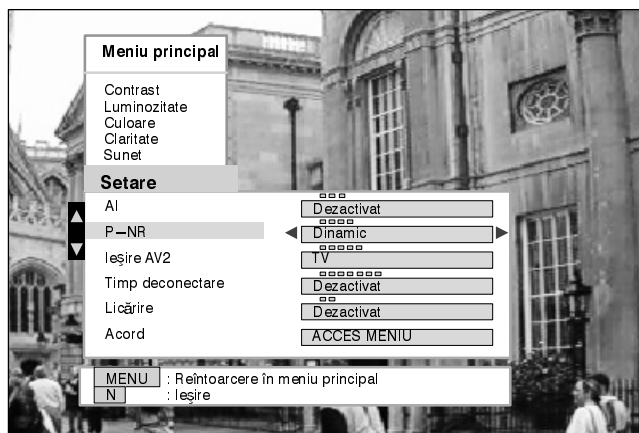 Meniu principal
Contrast
Luminozitate
Culoare
Claritate
Sunet
Setare
AI Dezactivat
P–NR Dinamic
Ieşire AV2 TV
Timp deconectare Dezactivat
Licărire Dezactivat
Acord ACCES MENIU
MENU : Reîntoarcere în meniu principal
N : Ieşire